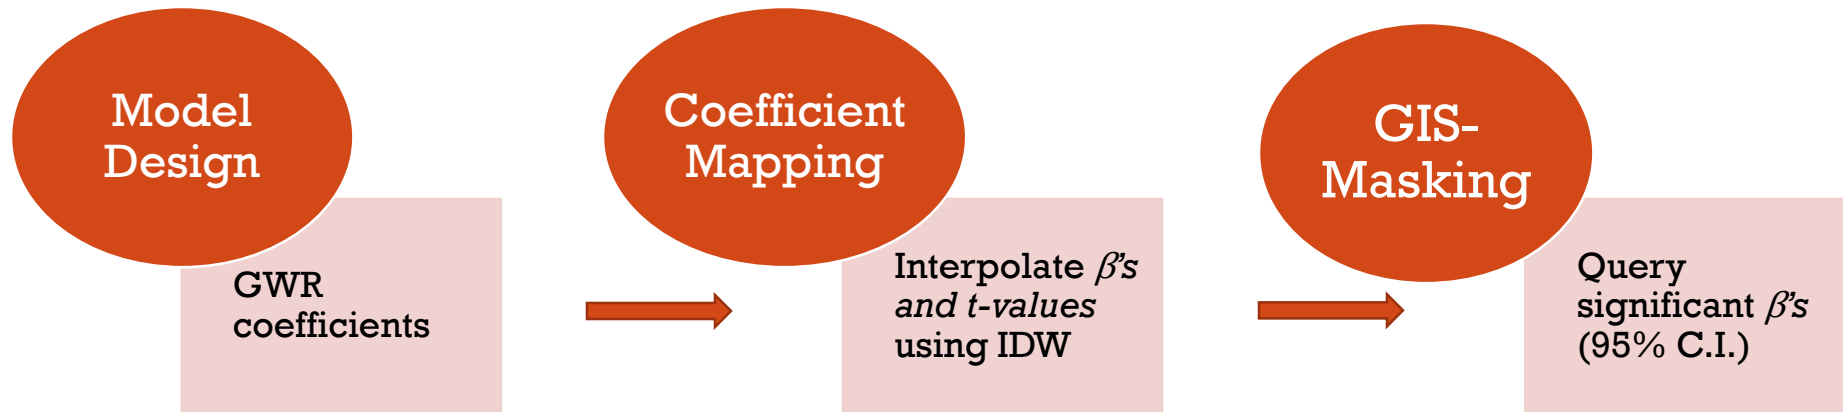 Model
Design
GWR
coefficients
Coefficient
Mapping
Interpolate β's
and t-values
using IDW
GIS-
Masking
Query
significant β's
(95% C.I.)